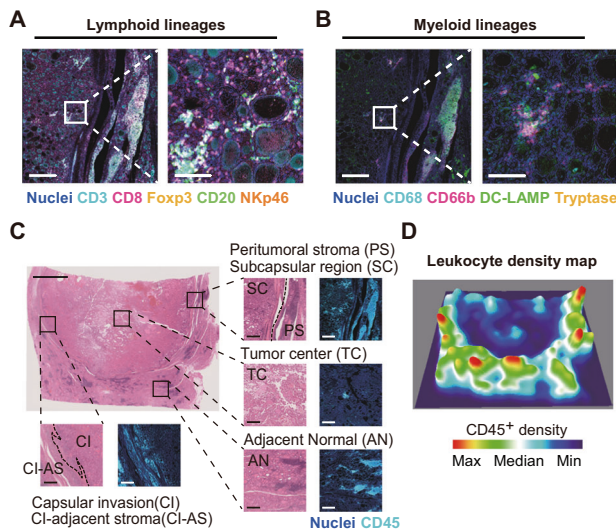 A
Lymphoid lineages
Nuclei CD3 CD8 Foxp3 CD20 NKp46
B
Myeloid lineages
Nuclei CD68 CD66b DC-LAMP Tryptase
C
Peritumoral stroma (PS)
Subcapsular region (SC)
SC
PS
Tumor center (TC)
TC
Adjacent Normal (AN)
AN
CI
CI-AS
Capsular invasion(CI)
CI-adjacent stroma(CI-AS)
Nuclei CD45
D
Leukocyte density map
CD45+ density
Max Median Min